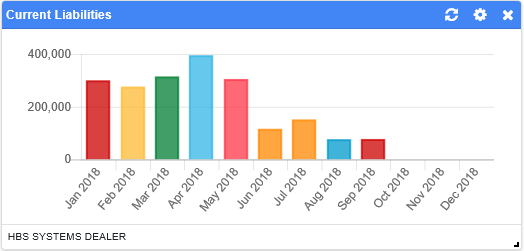 Current Liabilities
400,000
200,000
0
Jan 2018
Feb 2018
Mar 2018
Apr 2018
May 2018
Jun 2018
Jul 2018
Aug 2018
Sep 2018
Oct 2018
Nov 2018
Dec 2018
HBS SYSTEMS DEALER